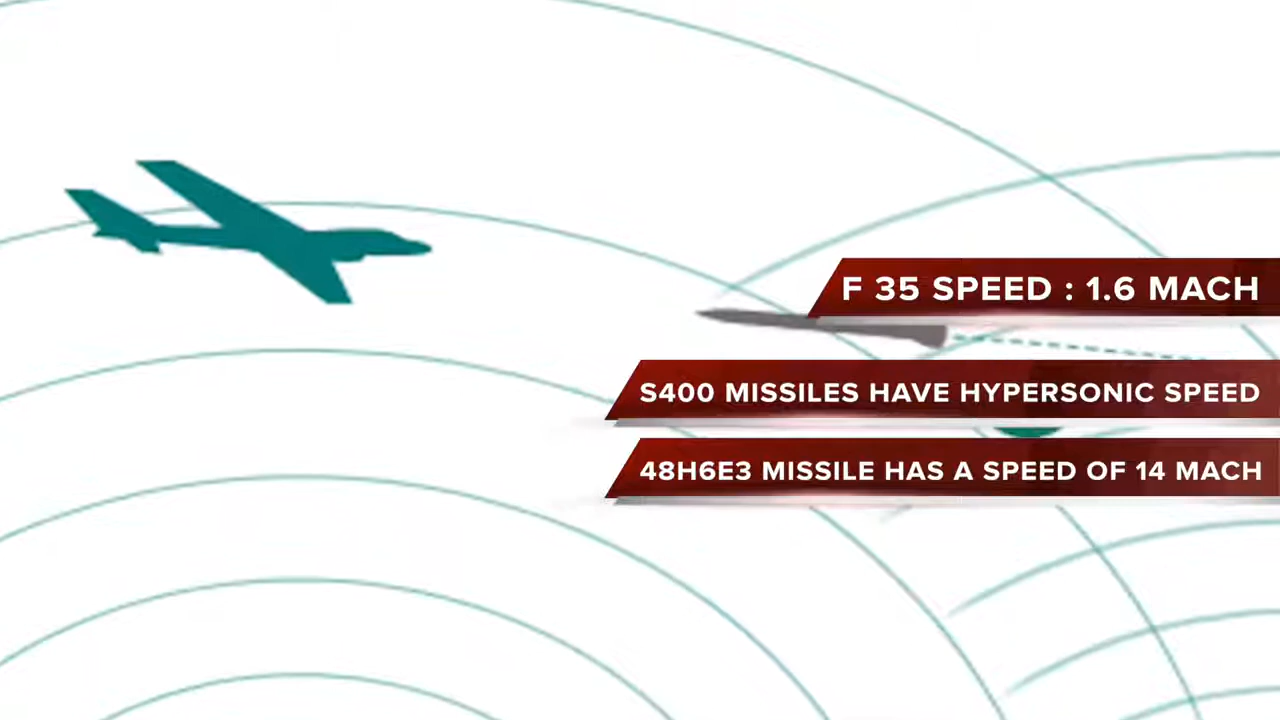 F 35 SPEED : 1.6 MACH
S400 MISSILES HAVE HYPERSONIC SPEED
48H6E3 MISSILE HAS A SPEED OF 14 MACH